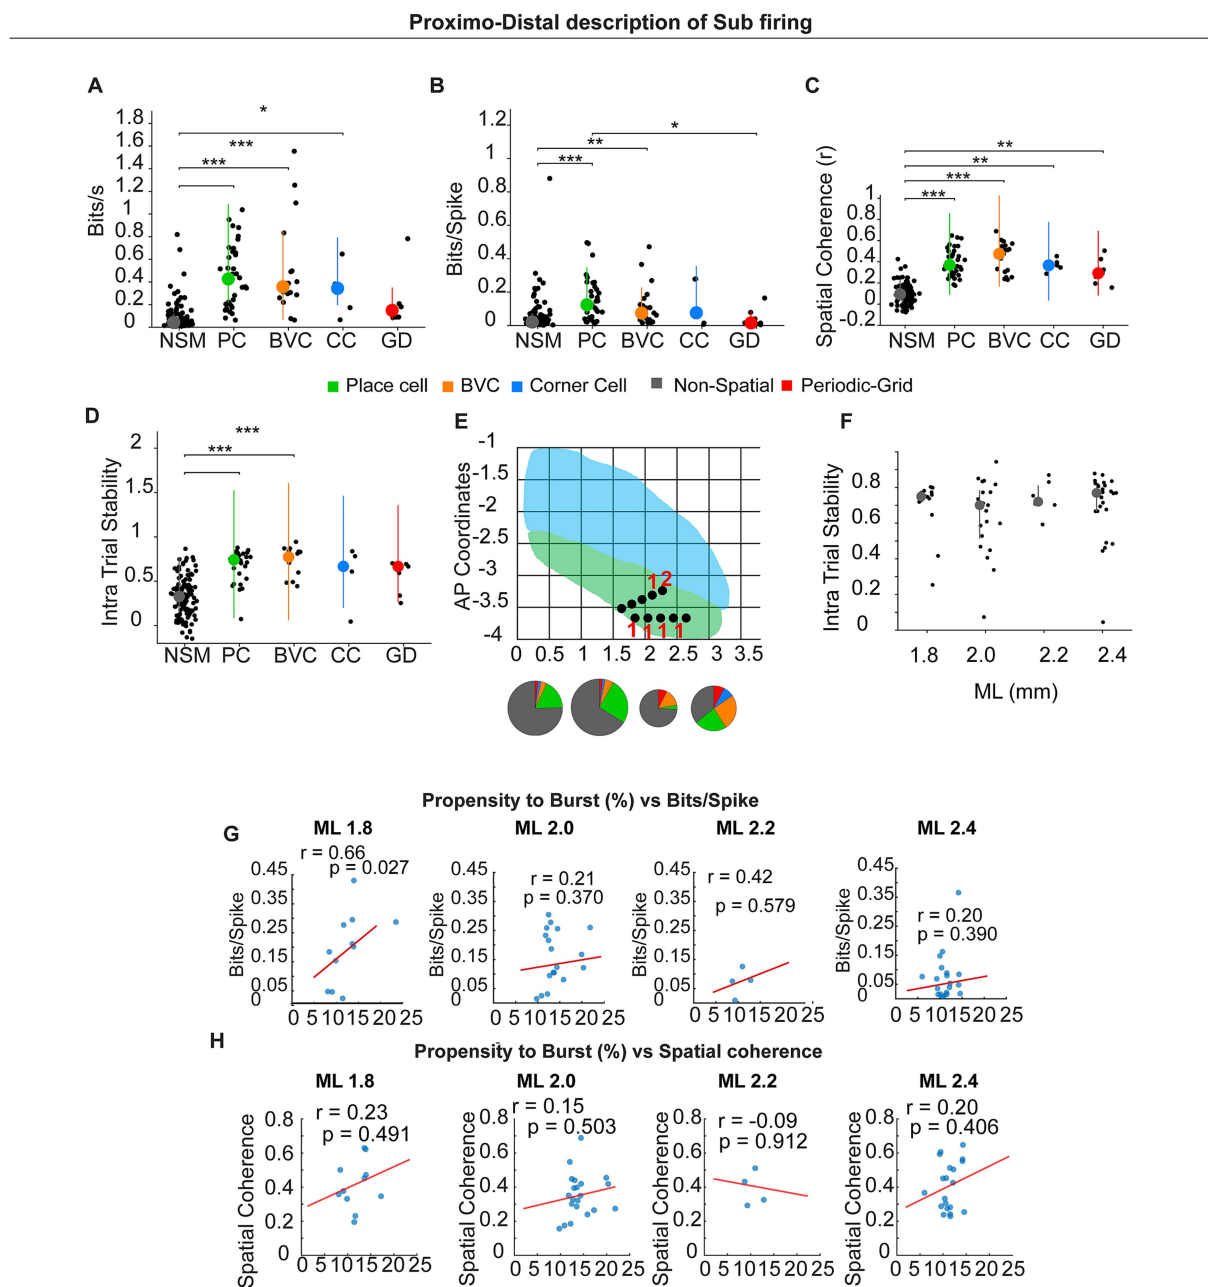 Proximo-Distal description of Sub firing
A
Bits/s
1.8
1.6
1.4
1.2
1
0.8
0.6
0.4
0.2
0
*
***
***
NSM PC BVC CC GD
B
Bits/Spike
1.2
1
0.8
0.6
0.4
0.2
0
*
**
***
NSM PC BVC CC GD
C
Spatial Coherence (r)
1
0.8
0.6
0.4
0.2
0
-0.2
**
**
***
***
NSM PC BVC CC GD
Place cell BVC Corner Cell Non-Spatial Periodic-Grid
D
Intra Trial Stability
2
1.5
1
0.5
0
***
***
NSM PC BVC CC GD
E
AP Coordinates
-1
-1.5
-2
-2.5
-3
-3.5
-4
1 2
1 1 1 1
0 0.5 1 1.5 2 2.5 3 3.5
F
Intra Trial Stability
0.8
0.6
0.4
0.2
0
1.8 2.0 2.2 2.4
ML (mm)
Propensity to Burst (%) vs Bits/Spike
G
ML 1.8
r = 0.66
p = 0.027
Bits/Spike
0.45
0.35
0.25
0.15
0.05
0
0 5 10 15 20 25
ML 2.0
r = 0.21
p = 0.370
Bits/Spike
0.45
0.35
0.25
0.15
0.05
0
0 5 10 15 20 25
ML 2.2
r = 0.42
p = 0.579
Bits/Spike
0.45
0.35
0.25
0.15
0.05
0
0 5 10 15 20 25
ML 2.4
r = 0.20
p = 0.390
Bits/Spike
0.45
0.35
0.25
0.15
0.05
0
0 5 10 15 20 25
H
Propensity to Burst (%) vs Spatial coherence
ML 1.8
r = 0.23
p = 0.491
Spatial Coherence
0.8
0.6
0.4
0.2
0
0 5 10 15 20 25
ML 2.0
r = 0.15
p = 0.503
Spatial Coherence
0.8
0.6
0.4
0.2
0
0 5 10 15 20 25
ML 2.2
r = -0.09
p = 0.912
Spatial Coherence
0.8
0.6
0.4
0.2
0
0 5 10 15 20 25
ML 2.4
r = 0.20
p = 0.406
Spatial Coherence
0.8
0.6
0.4
0.2
0
0 5 10 15 20 25